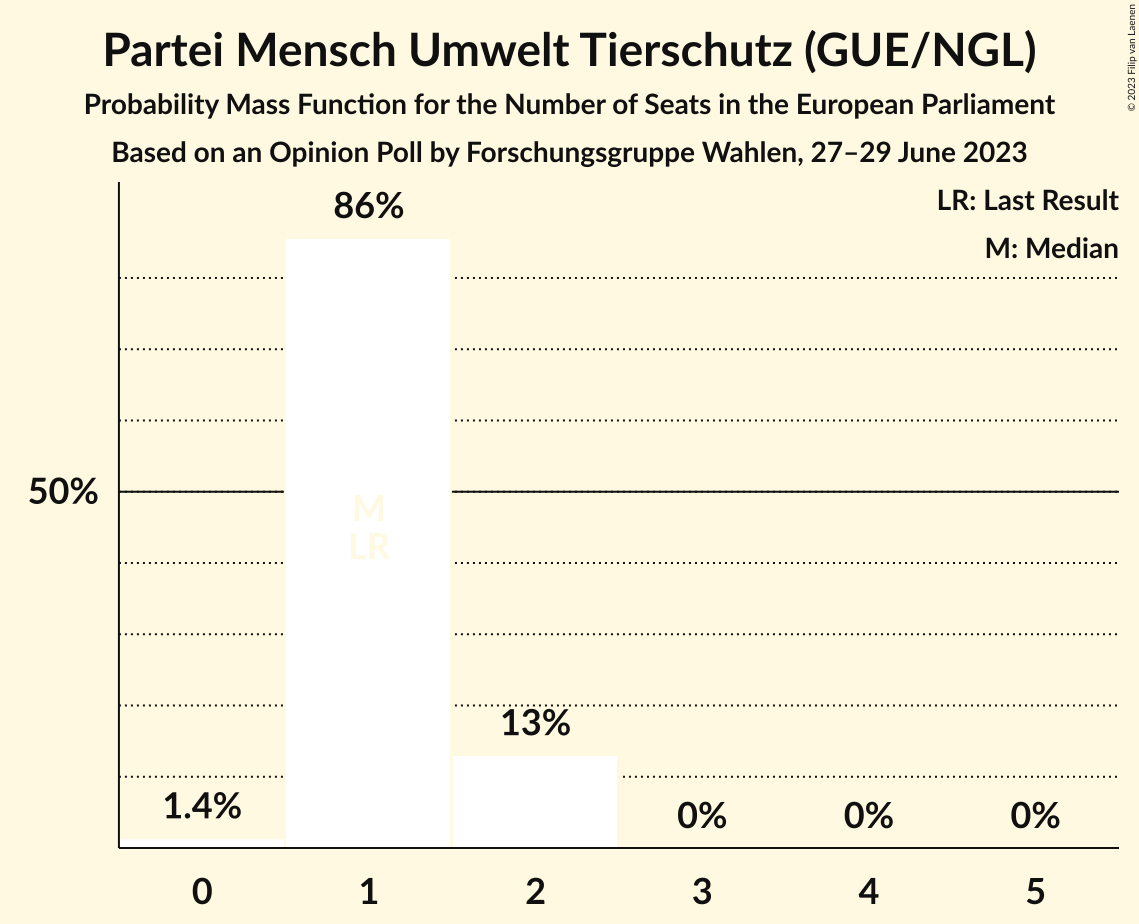 Partei Mensch Umwelt Tierschutz (GUE/NGL)
Probability Mass Function for the Number of Seats in the European Parliament
Based on an Opinion Poll by Forschungsgruppe Wahlen, 27–29 June 2023
© 2023 Filip van Laenen
LR: Last Result
M: Median
86%
50%
M
LR
13%
1.4%
0%
0%
0%
0
1
2
3
4
5